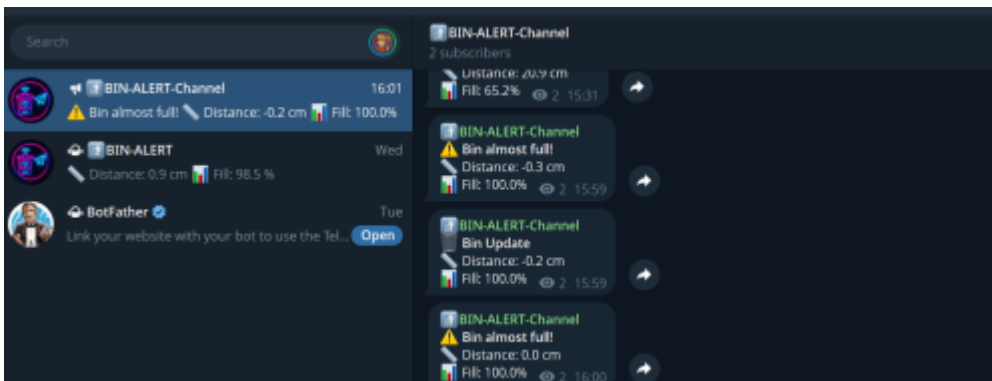 Search
BIN-ALERT-Channel 16:01
Bin almost full! Distance: -0.2 cm Fill: 100.0%
BIN-ALERT Wed
Distance: 0.9 cm Fill: 98.5 %
BotFather Tue
Link your website with your bot to use the Tel... Open
BIN-ALERT-Channel
2 subscribers
Distance: 20.9 cm
Fill: 65.2% 2 15:31
BIN-ALERT-Channel
Bin almost full!
Distance: -0.3 cm
Fill: 100.0% 2 15:59
BIN-ALERT-Channel
Bin Update
Distance: -0.2 cm
Fill: 100.0% 2 15:59
BIN-ALERT-Channel
Bin almost full!
Distance: 0.0 cm
Fill: 100.0% 2 16:00